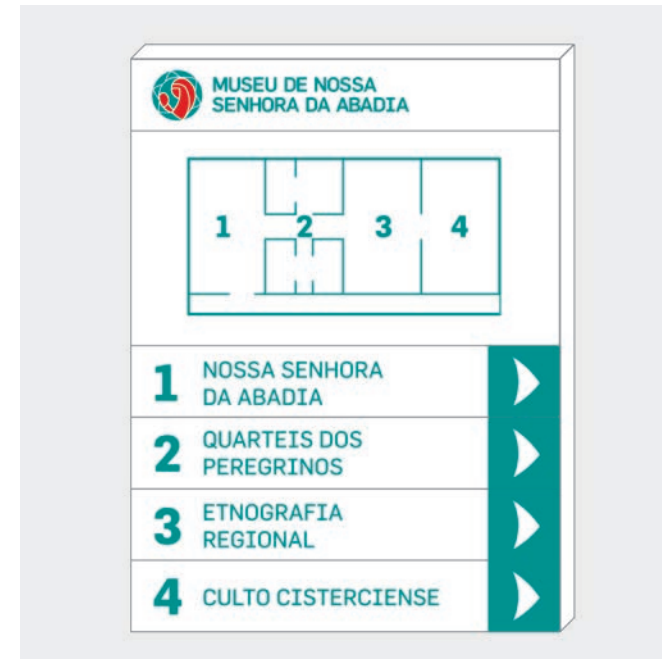 MUSEU DE NOSSA
SENHORA DA ABADIA
1 2 3 4
1 NOSSA SENHORA
DA ABADIA
2 QUARTEIS DOS
PEREGRINOS
3 ETNOGRAFIA
REGIONAL
4 CULTO CISTERCIENSE